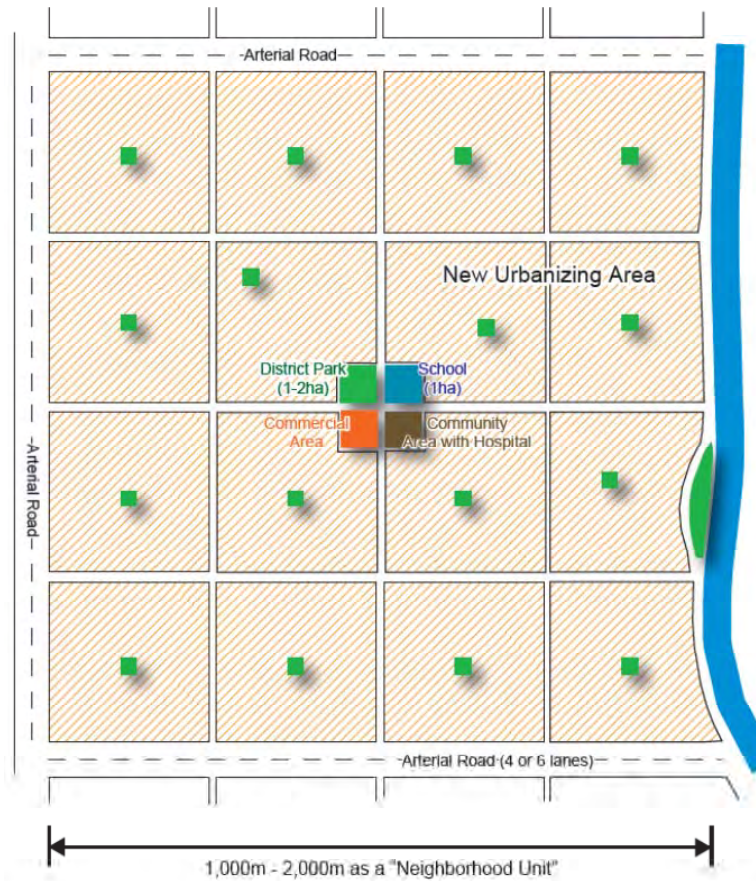 Arterial Road
New Urbanizing Area
District Park
(1-2ha)
School
(1ha)
Commercial
Area
Community
Area with Hospital
Arterial Road
Arterial Road (4 or 6 lanes)
1,000m - 2,000m as a "Neighborhood Unit"